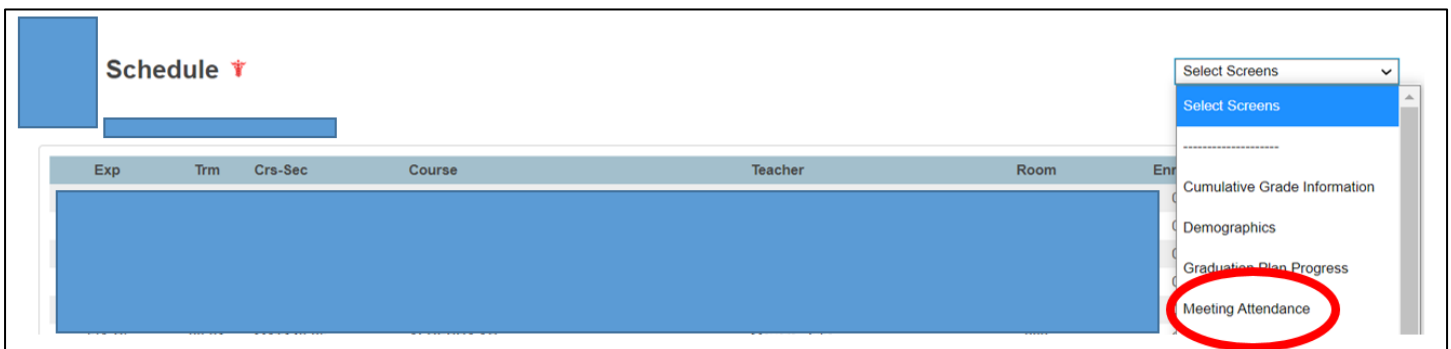 Schedule
Select Screens
Select Screens
--------------------
Exp Trm Crs-Sec Course Teacher Room
Cumulative Grade Information
Demographics
Graduation Plan Progress
Meeting Attendance